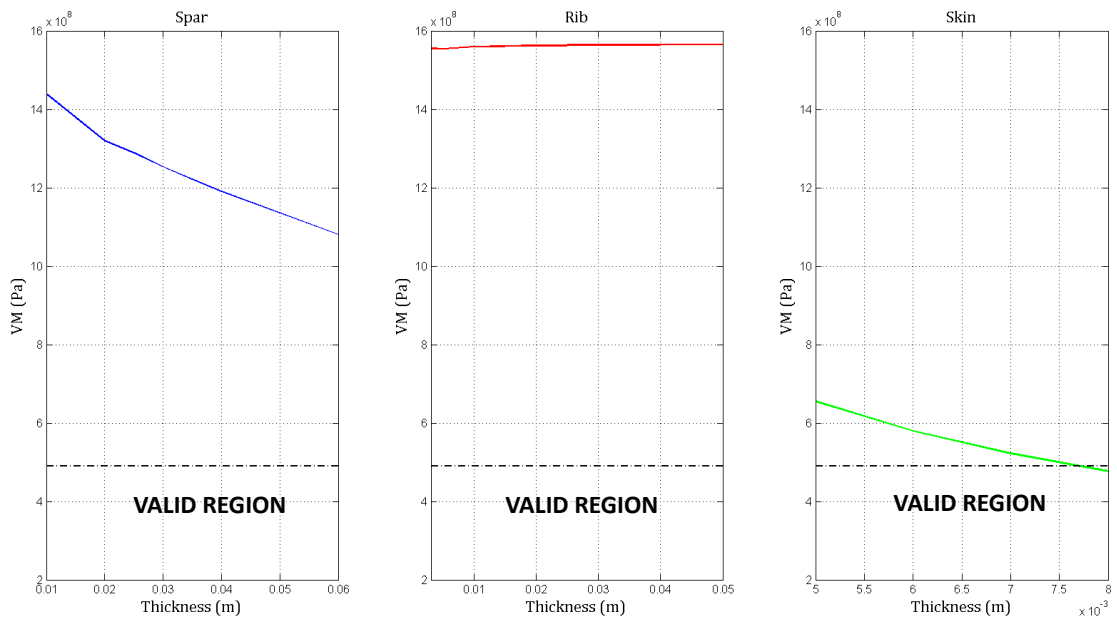 Spar
x 10^8
16
14
12
10
8
6
4
2
VM (Pa)
VALID REGION
0.01 0.02 0.03 0.04 0.05 0.06
Thickness (m)
Rib
x 10^8
16
14
12
10
8
6
4
2
VM (Pa)
VALID REGION
0.01 0.02 0.03 0.04 0.05
Thickness (m)
Skin
x 10^8
16
14
12
10
8
6
4
2
VM (Pa)
VALID REGION
5 5.5 6 6.5 7 7.5 8
Thickness (m)
x 10^-3